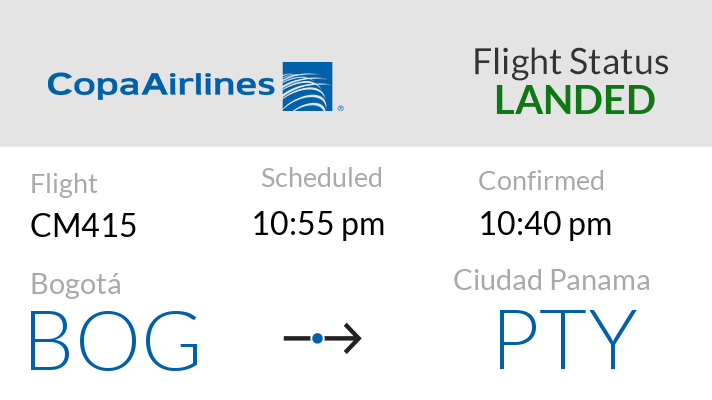 CopaAirlines
®
Flight Status
LANDED
Flight
Scheduled
Confirmed
CM415
10:55 pm
10:40 pm
Bogotá
Ciudad Panama
BOG
PTY